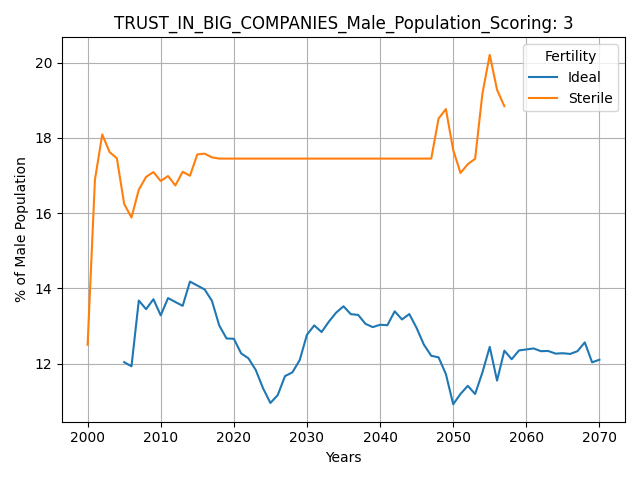 TRUST_IN_BIG_COMPANIES_Male_Population_Scoring: 3
Fertility
Ideal
Sterile
% of Male Population
20
18
16
14
12
2000 2010 2020 2030 2040 2050 2060 2070
Years